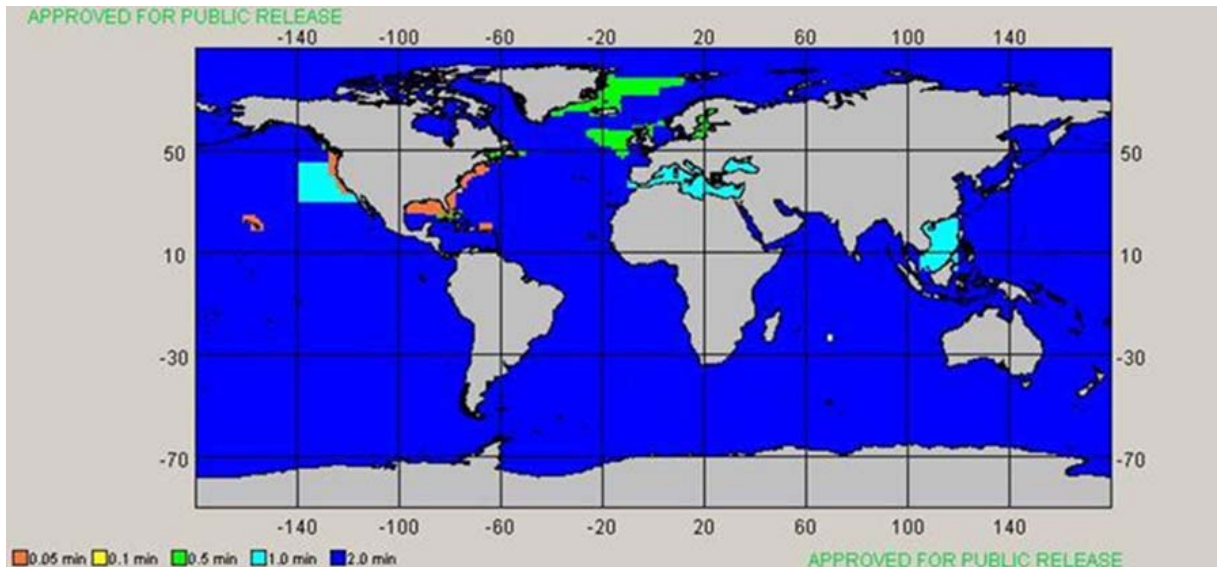 APPROVED FOR PUBLIC RELEASE
-140 -100 -60 -20 20 60 100 140
50 50
10 10
-30 -30
-70 -70
-140 -100 -60 -20 20 60 100 140
0.05 min 0.1 min 0.5 min 1.0 min 2.0 min
APPROVED FOR PUBLIC RELEASE